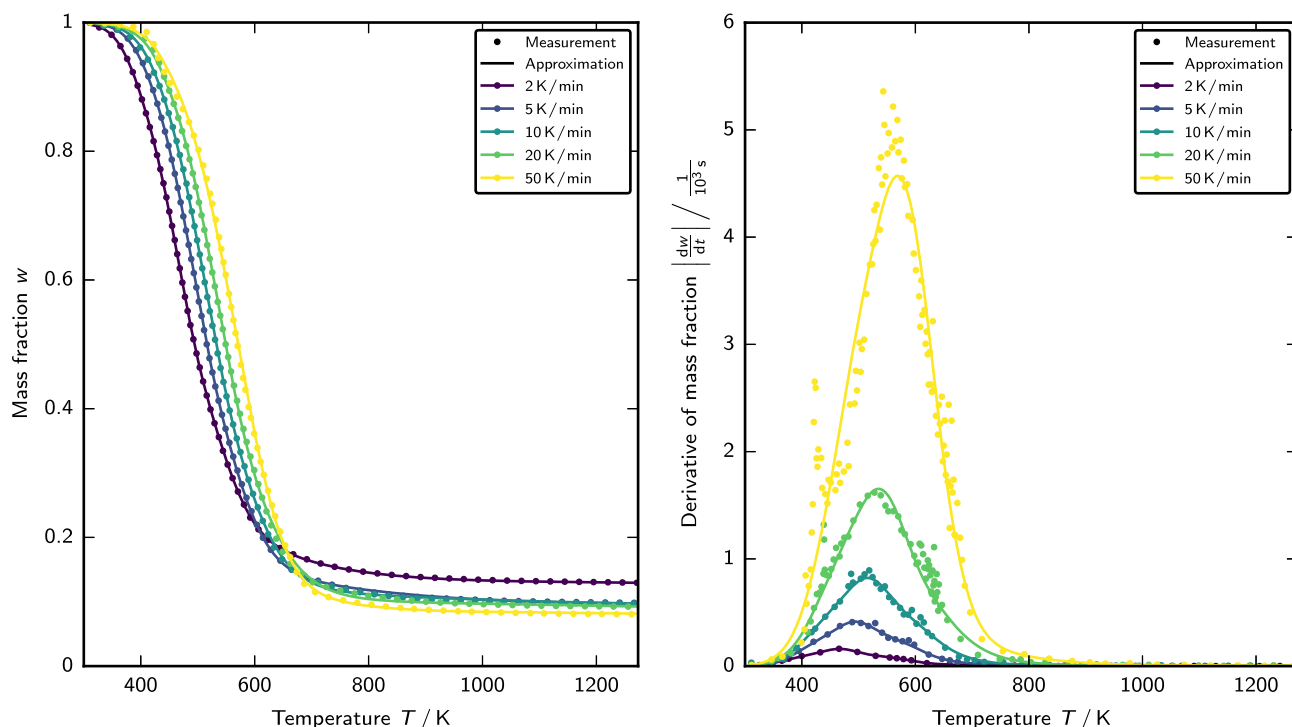 1
0.8
0.6
0.4
0.2
0
400
600
800
1000
1200
Mass fraction w
Temperature T / K
Measurement
Approximation
2 K / min
5 K / min
10 K / min
20 K / min
50 K / min
6
5
4
3
2
1
0
400
600
800
1000
1200
Derivative of mass fraction |dw/dt| / 1/10³ s
Temperature T / K
Measurement
Approximation
2 K / min
5 K / min
10 K / min
20 K / min
50 K / min